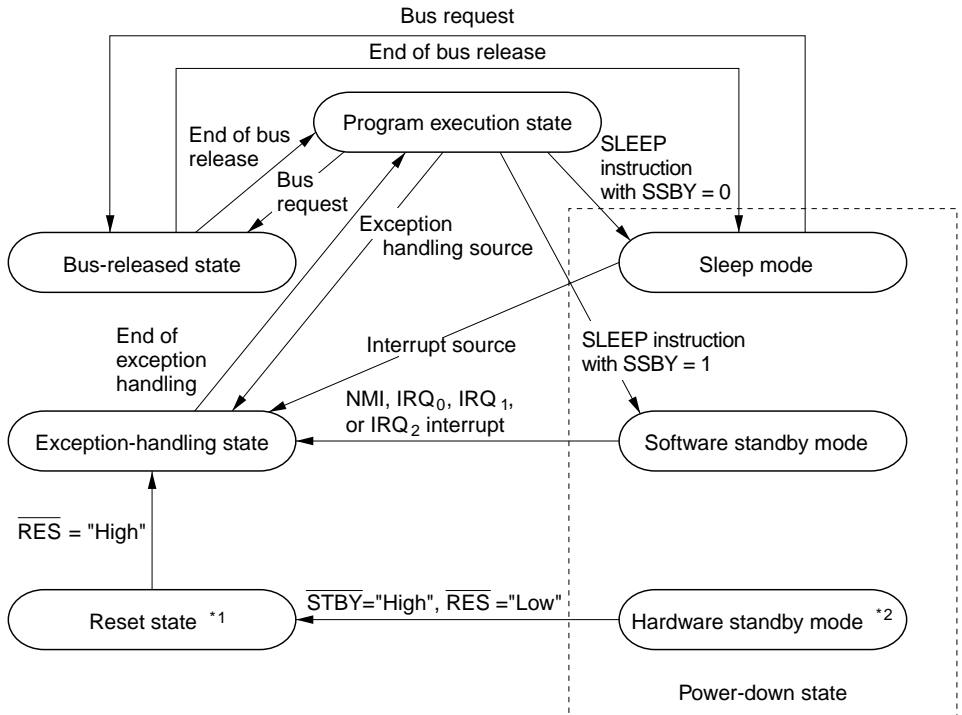 Bus request
End of bus release
Program execution state
End of bus
release
SLEEP
instruction
with SSBY = 0
Bus
request
Exception
handling source
Bus-released state
Sleep mode
End of
exception
handling
Interrupt source
SLEEP instruction
with SSBY = 1
NMI, IRQ₀, IRQ₁,
or IRQ₂ interrupt
Exception-handling state
Software standby mode
R̅E̅S̅ = "High"
S̅T̅B̅Y̅="High", R̅E̅S̅ ="Low"
Reset state *1
Hardware standby mode *2
Power-down state